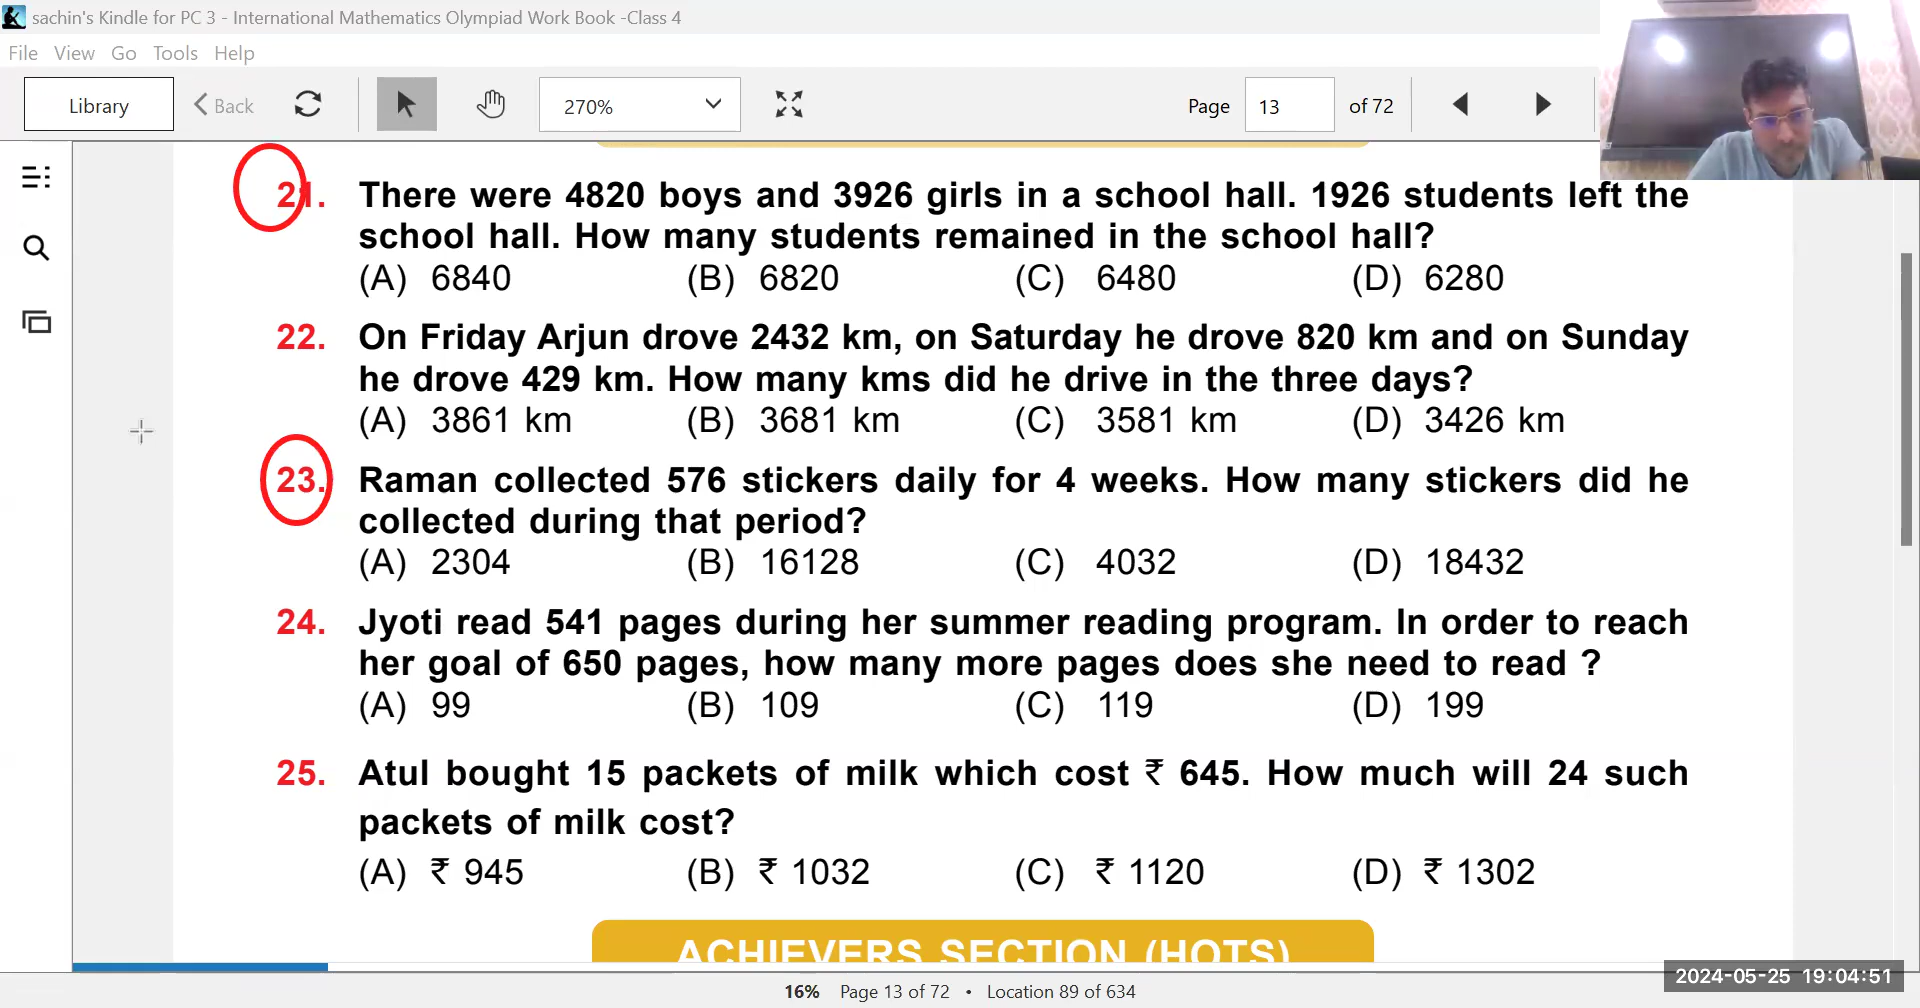 sachin's Kindle for PC 3 - International Mathematics Olympiad Work Book -Class 4
File View Go Tools Help
Library Back 270% Page 13 of 72
21. There were 4820 boys and 3926 girls in a school hall. 1926 students left the
school hall. How many students remained in the school hall?
(A) 6840 (B) 6820 (C) 6480 (D) 6280
22. On Friday Arjun drove 2432 km, on Saturday he drove 820 km and on Sunday
he drove 429 km. How many kms did he drive in the three days?
(A) 3861 km (B) 3681 km (C) 3581 km (D) 3426 km
23. Raman collected 576 stickers daily for 4 weeks. How many stickers did he
collected during that period?
(A) 2304 (B) 16128 (C) 4032 (D) 18432
24. Jyoti read 541 pages during her summer reading program. In order to reach
her goal of 650 pages, how many more pages does she need to read ?
(A) 99 (B) 109 (C) 119 (D) 199
25. Atul bought 15 packets of milk which cost ₹ 645. How much will 24 such
packets of milk cost?
(A) ₹ 945 (B) ₹ 1032 (C) ₹ 1120 (D) ₹ 1302
ACHIEVERS SECTION (HOTS)
2024-05-25 19:04:51
16% Page 13 of 72 • Location 89 of 634